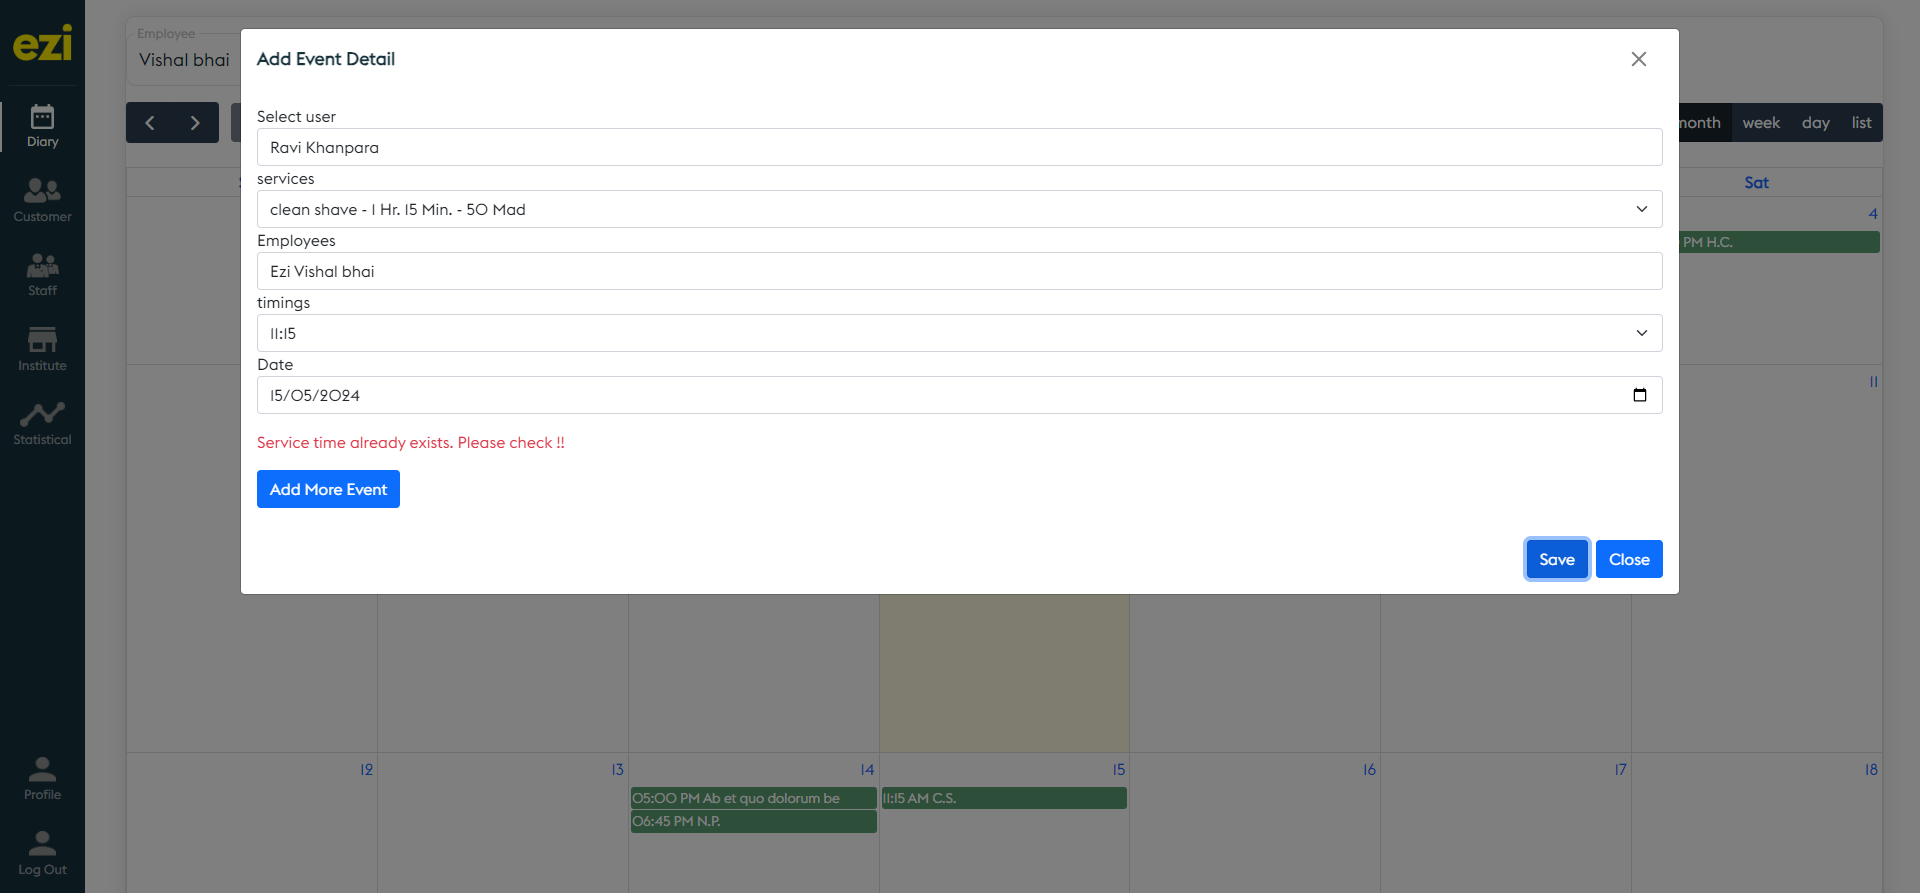 ezi
Diary
Customer
Staff
Institute
Statistical
Profile
Log Out
Employee
Vishal bhai
Add Event Detail
Select user
Ravi Khanpara
services
clean shave - 1 Hr. 15 Min. - 50 Mad
Employees
Ezi Vishal bhai
timings
11:15
Date
15/05/2024
Service time already exists. Please check !!
Add More Event
Save Close
month week day list
Sat
4
PM H.C.
11
12 13 14 15 16 17 18
05:00 PM Ab et quo dolorum be
11:15 AM C.S.
06:45 PM N.P.